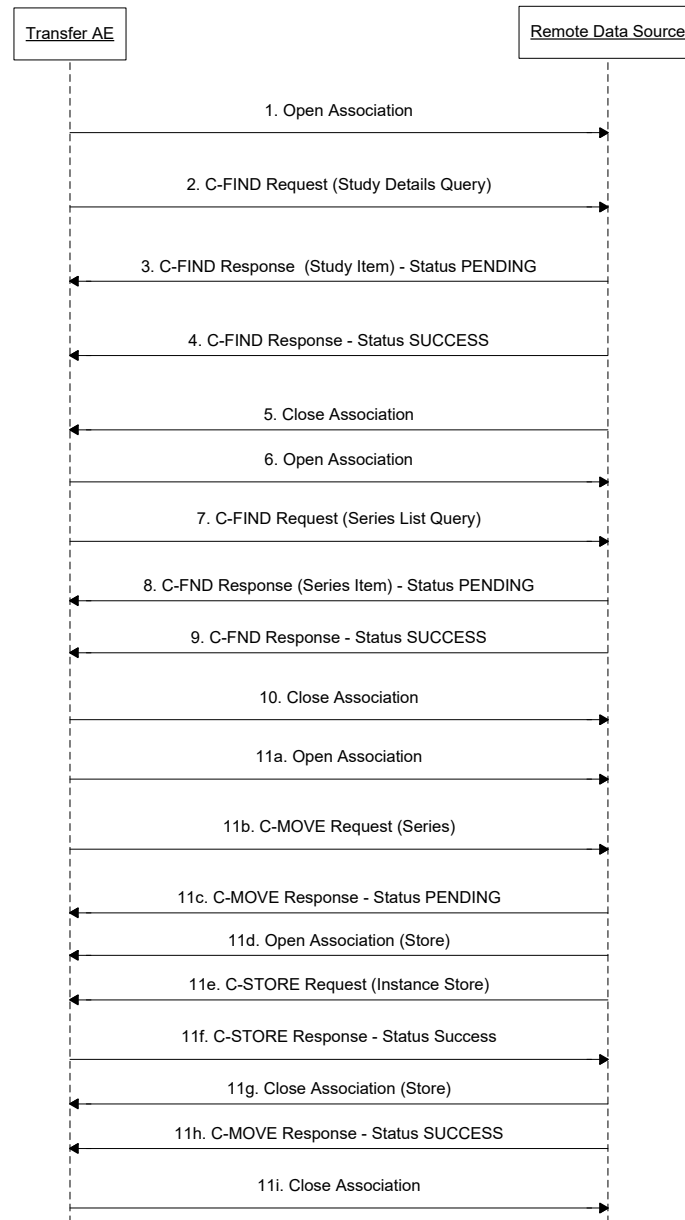 Transfer AE
Remote Data Source
1. Open Association
2. C-FIND Request (Study Details Query)
3. C-FIND Response (Study Item) - Status PENDING
4. C-FIND Response - Status SUCCESS
5. Close Association
6. Open Association
7. C-FIND Request (Series List Query)
8. C-FND Response (Series Item) - Status PENDING
9. C-FND Response - Status SUCCESS
10. Close Association
11a. Open Association
11b. C-MOVE Request (Series)
11c. C-MOVE Response - Status PENDING
11d. Open Association (Store)
11e. C-STORE Request (Instance Store)
11f. C-STORE Response - Status Success
11g. Close Association (Store)
11h. C-MOVE Response - Status SUCCESS
11i. Close Association